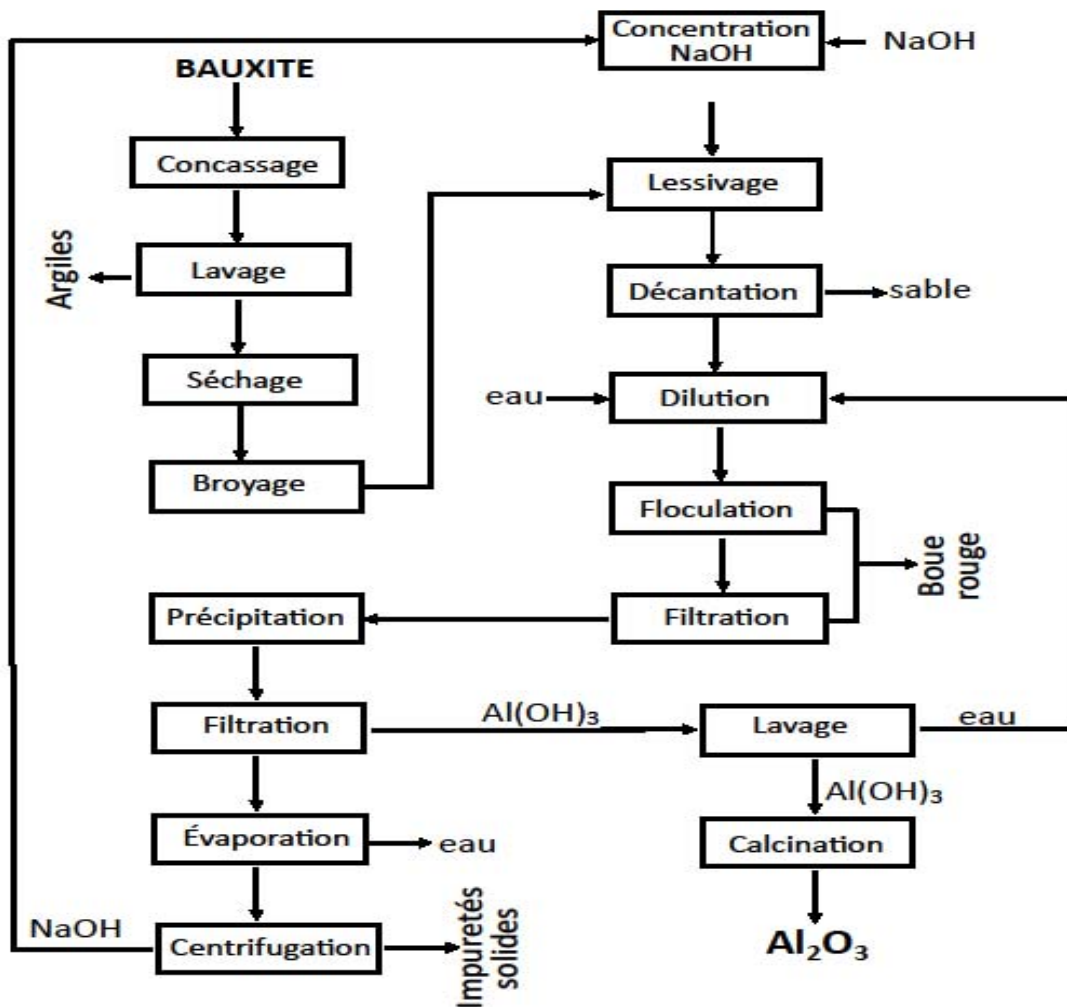 Concentration
NaOH
NaOH
BAUXITE
Concassage
Lessivage
Argiles
Lavage
Décantation
sable
Séchage
eau
Dilution
Broyage
Floculation
Boue
rouge
Précipitation
Filtration
Filtration
Al(OH)₃
Lavage
eau
Al(OH)₃
Évaporation
eau
Calcination
NaOH
Centrifugation
Impuretés
solides
Al₂O₃